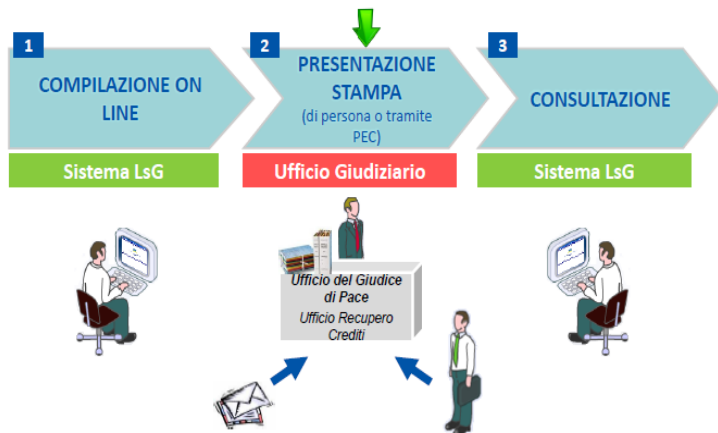 1
COMPILAZIONE ON
LINE
Sistema LsG
2
PRESENTAZIONE
STAMPA
(di persona o tramite
PEC)
Ufficio Giudiziario
3
CONSULTAZIONE
Sistema LsG
Ufficio del Giudice
di Pace
Ufficio Recupero
Crediti